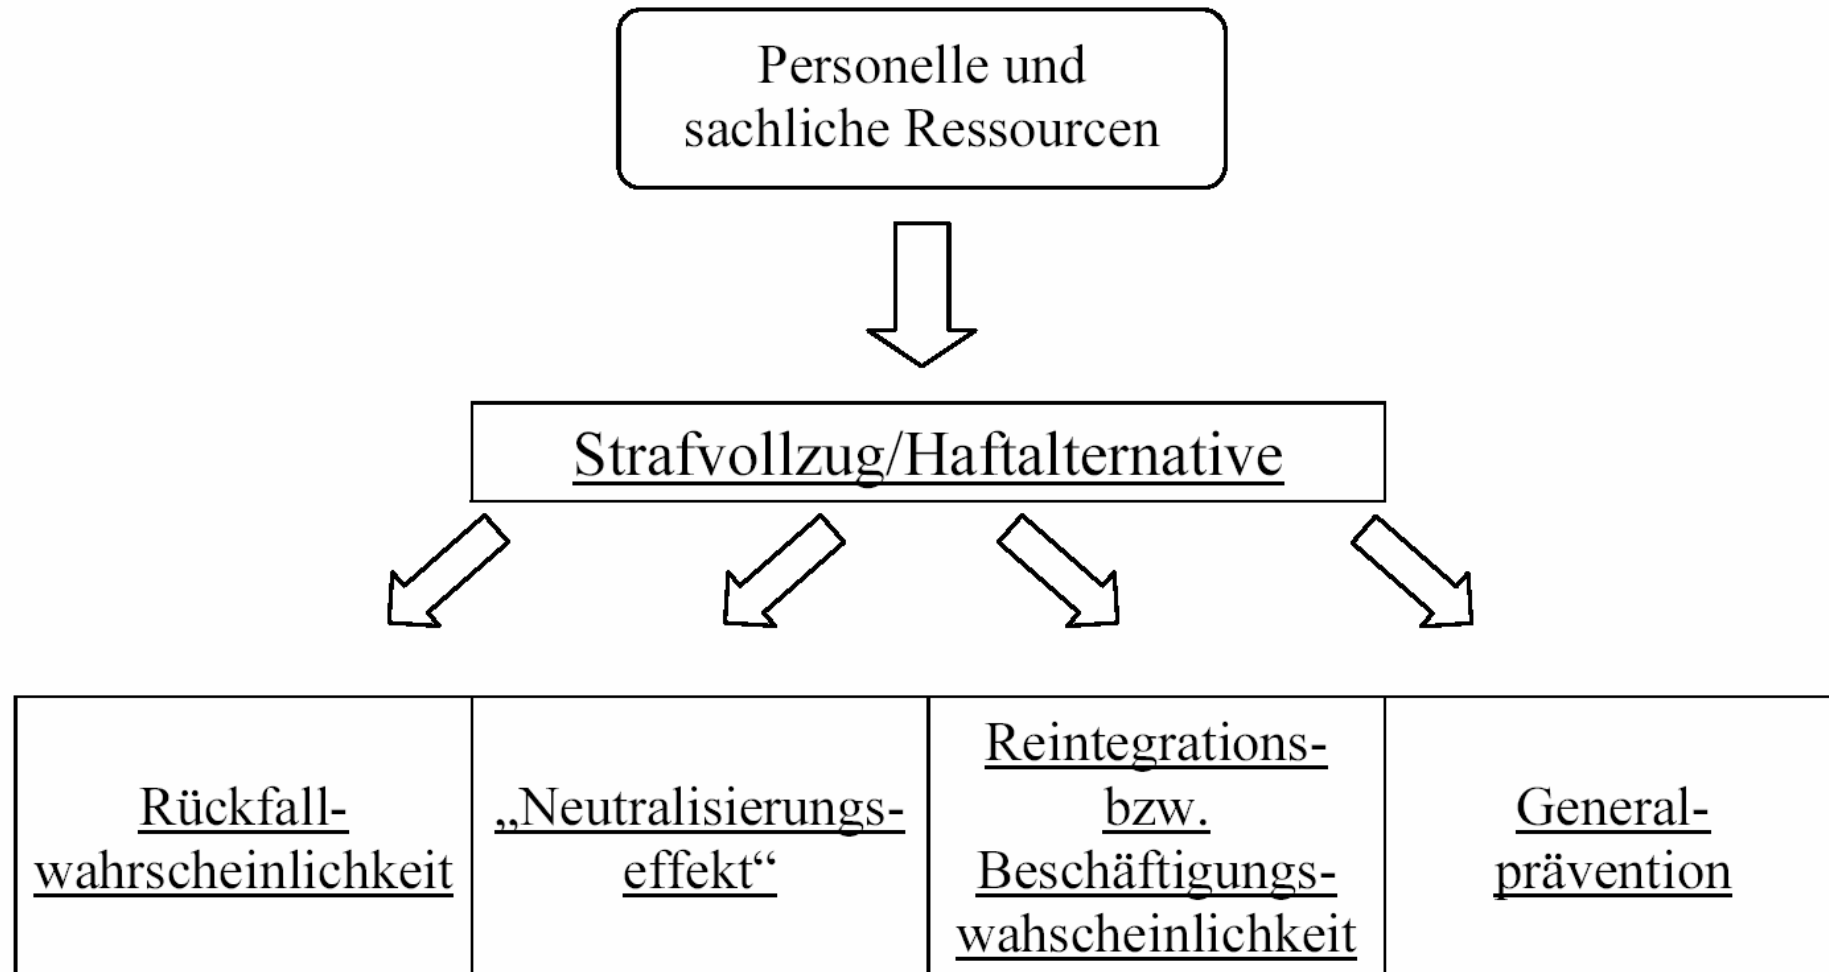 Personelle und
sachliche Ressourcen
Strafvollzug/Haftalternative
Rückfall-
wahrscheinlichkeit
„Neutralisierungs-
effekt“
Reintegrations-
bzw.
Beschäftigungs-
wahscheinlichkeit
General-
prävention